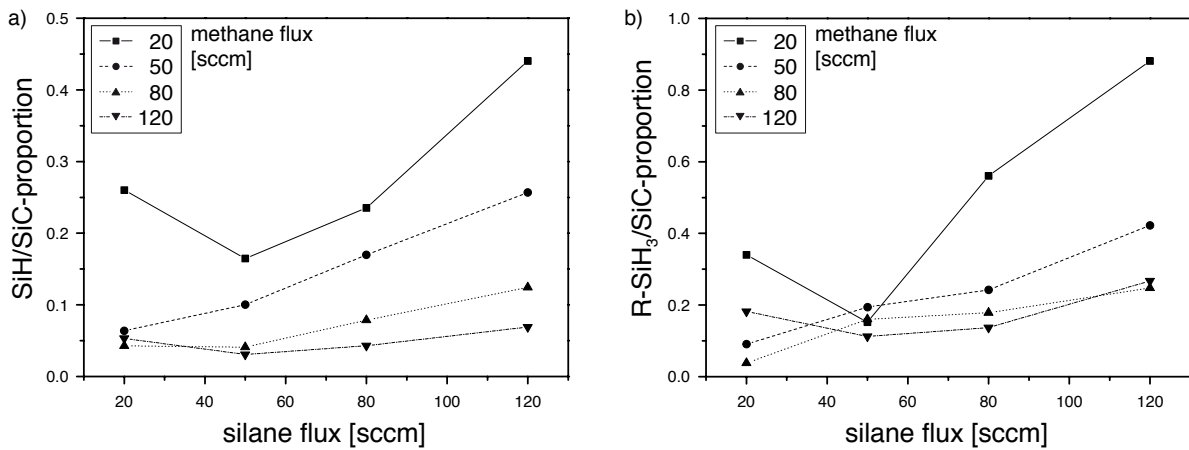 a)
20
50
80
120
methane flux
[sccm]
0.5
0.4
0.3
0.2
0.1
0.0
SiH/SiC-proportion
20 40 60 80 100 120
silane flux [sccm]
b)
20
50
80
120
methane flux
[sccm]
1.0
0.8
0.6
0.4
0.2
0.0
R-SiH₃/SiC-proportion
20 40 60 80 100 120
silane flux [sccm]